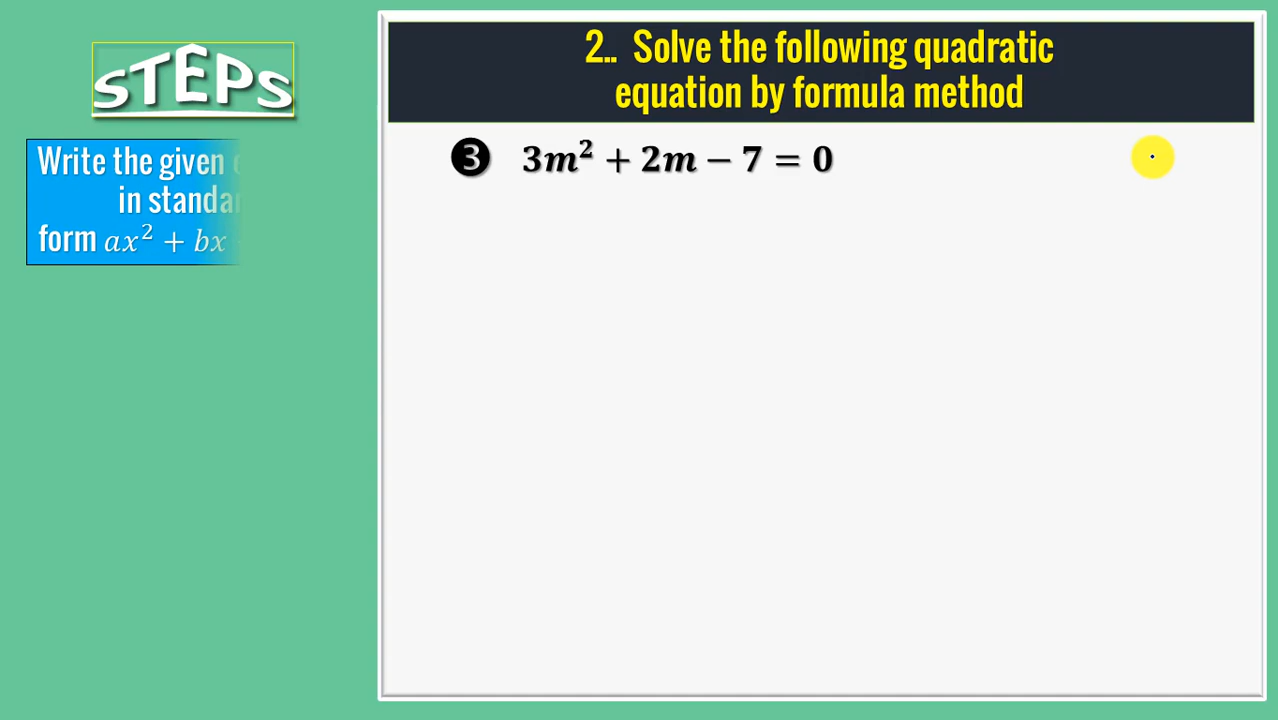 STEPS
Write the given
in standar
form 𝑎𝑥² + 𝑏𝑥
2.. Solve the following quadratic
equation by formula method
❸ 3𝒎² + 2𝒎 − 7 = 0